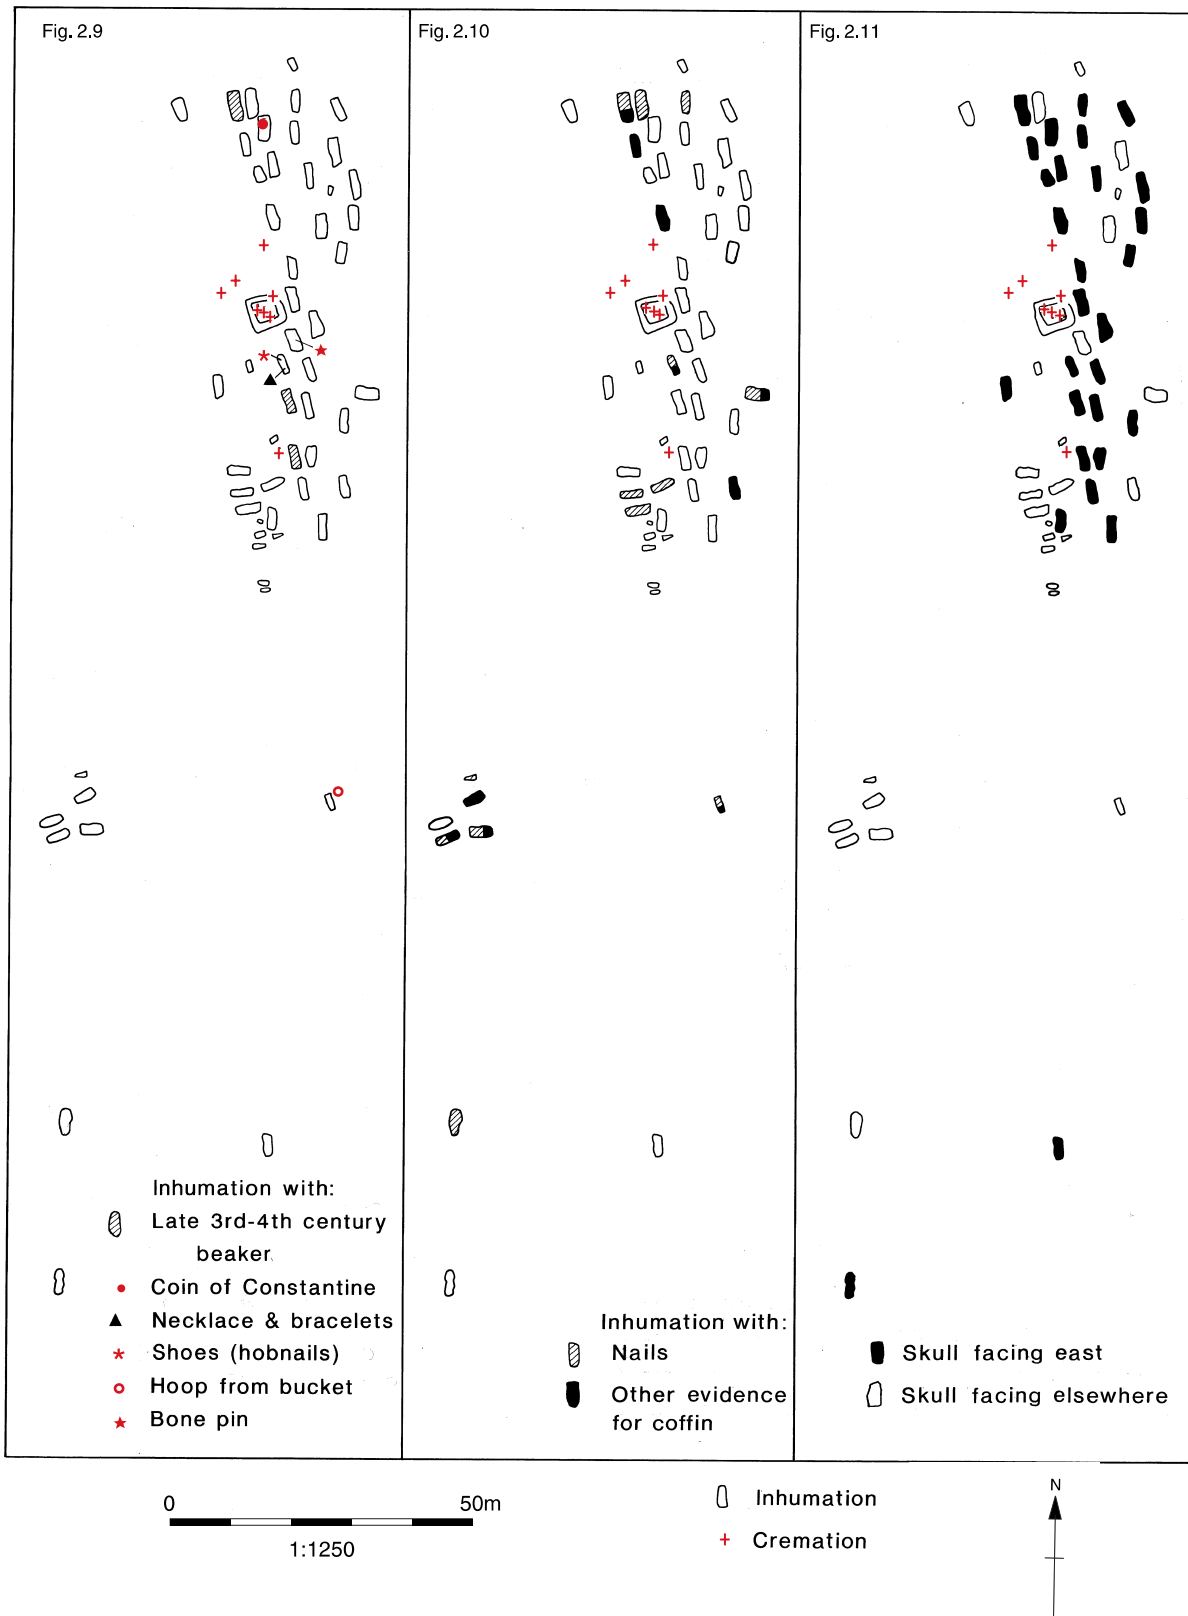 Fig. 2.9
Inhumation with:
Late 3rd-4th century
beaker
Coin of Constantine
Necklace & bracelets
Shoes (hobnails)
Hoop from bucket
Bone pin
Fig. 2.10
Inhumation with:
Nails
Other evidence
for coffin
Fig. 2.11
Skull facing east
Skull facing elsewhere
0 50m
1:1250
Inhumation
Cremation
N